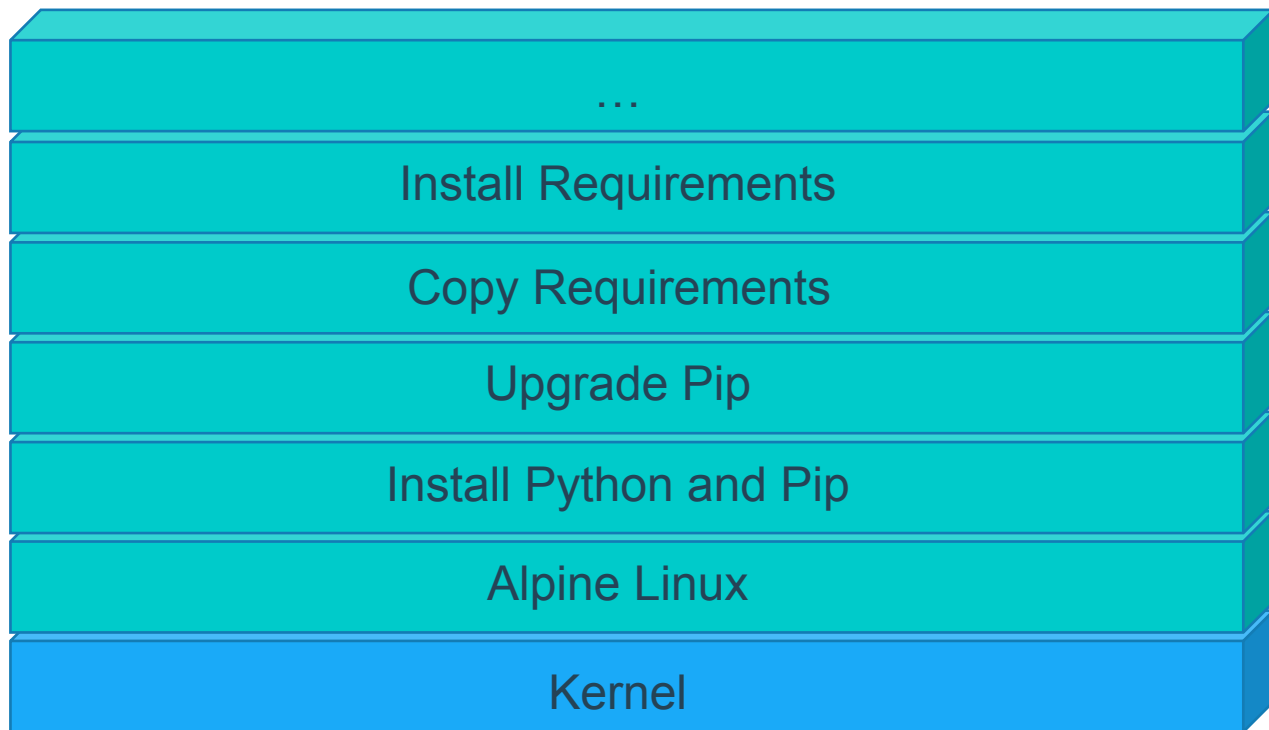 …
Install Requirements
Copy Requirements
Upgrade Pip
Install Python and Pip
Alpine Linux
Kernel